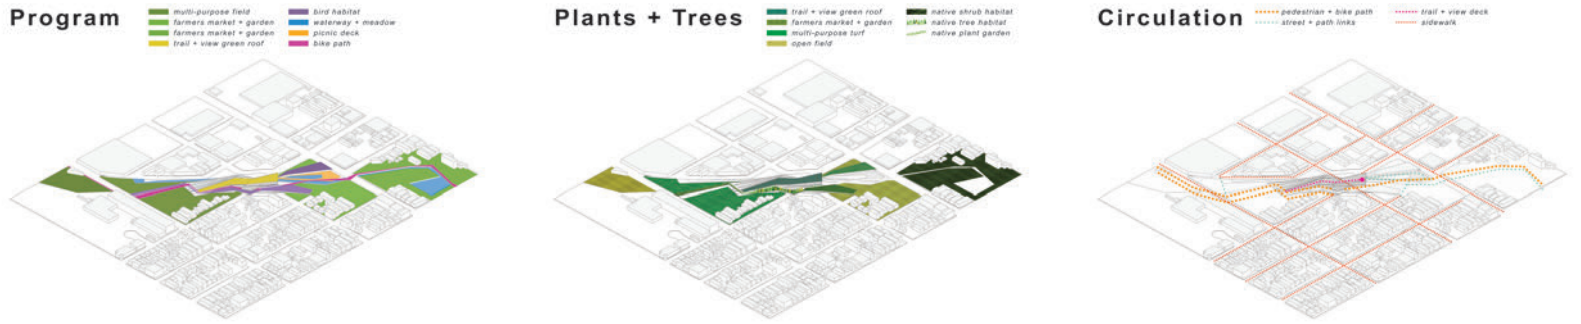 Program
multi-purpose field
farmers market + garden
farmers market + garden
trail + view green roof
bird habitat
waterway + meadow
picnic deck
bike path
Plants + Trees
trail + view green roof
farmers market + garden
multi-purpose turf
open field
native shrub habitat
native tree habitat
native plant garden
Circulation
pedestrian + bike path
street + path links
trail + view deck
sidewalk